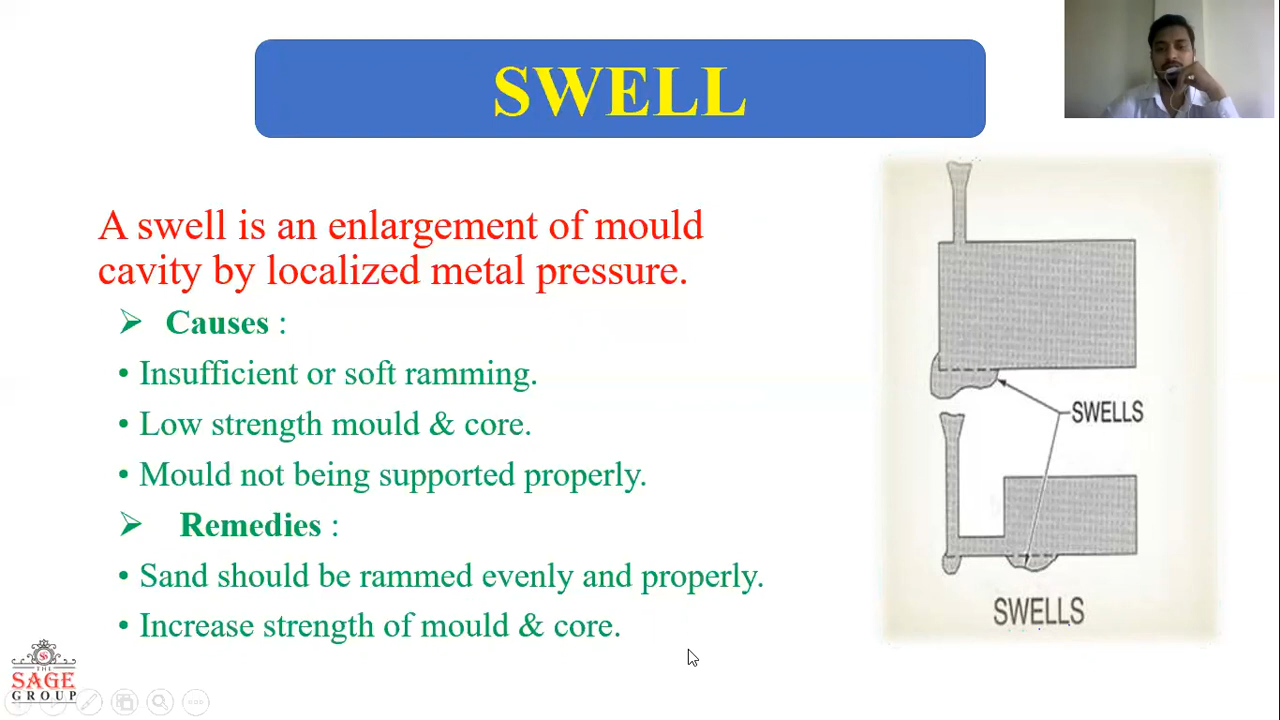 SWELL
A swell is an enlargement of mould
cavity by localized metal pressure.
➢ Causes :
• Insufficient or soft ramming.
• Low strength mould & core.
• Mould not being supported properly.
➢ Remedies :
• Sand should be rammed evenly and properly.
• Increase strength of mould & core.
SWELLS
SWELLS
THE
SAGE
GROUP